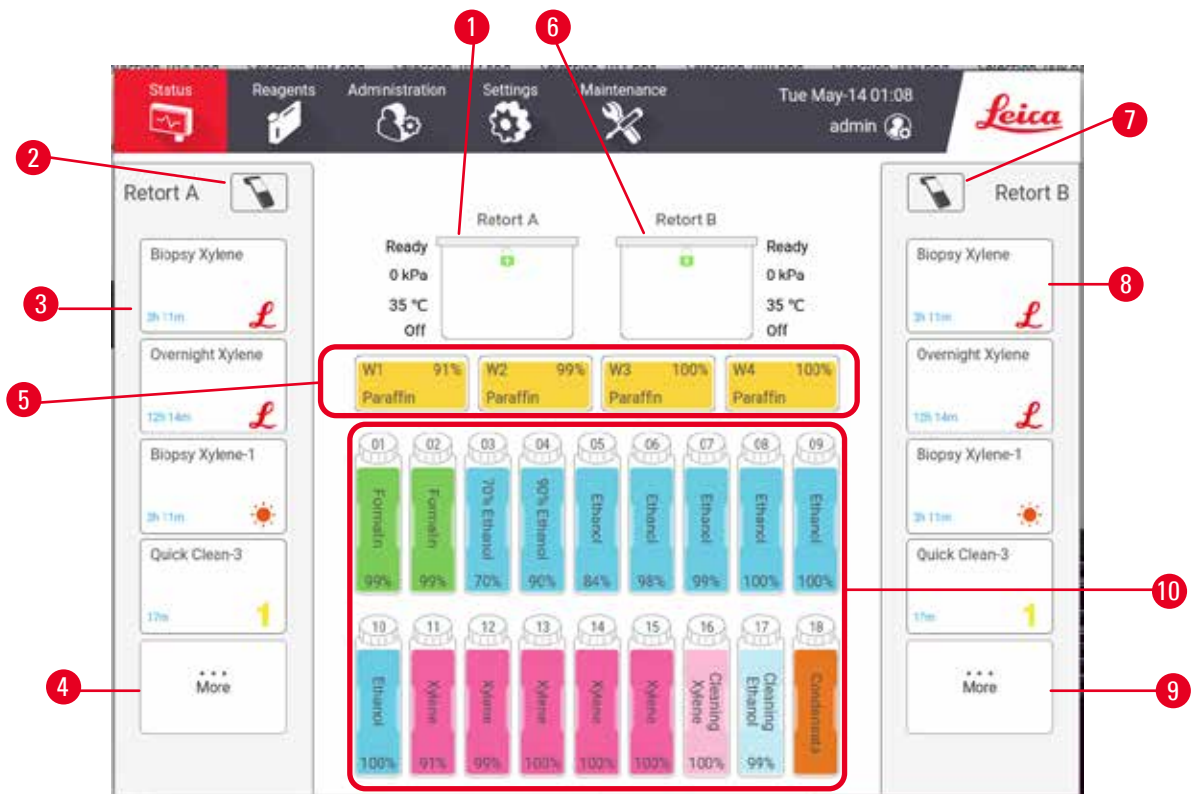 1
6
Status
Reagents
Administration
Settings
Maintenance
Tue May-14 01:08
admin
Leica
7
2
Retort A
Retort B
Retort A
Retort B
Ready
0 kPa
35 °C
Off
Ready
0 kPa
35 °C
Off
Biopsy Xylene
3h 11m
L
3
Overnight Xylene
12h 14m
L
Biopsy Xylene-1
3h 11m
Quick Clean-3
17m
1
4
... More
Biopsy Xylene
3h 11m
L
8
Overnight Xylene
12h 14m
L
Biopsy Xylene-1
3h 11m
Quick Clean-3
17m
1
... More
9
5
W1 91%
Paraffin
W2 99%
Paraffin
W3 100%
Paraffin
W4 100%
Paraffin
01 02 03 04 05 06 07 08 09
Formalin
Formalin
70% Ethanol
90% Ethanol
Ethanol
Ethanol
Ethanol
Ethanol
Ethanol
99% 99% 70% 90% 84% 98% 99% 100% 100%
10
10 11 12 13 14 15 16 17 18
Ethanol
Xylene
Xylene
Xylene
Xylene
Xylene
Cleaning
Xylene
Cleaning
Ethanol
Condensata
100% 91% 99% 100% 100% 100% 100% 99%